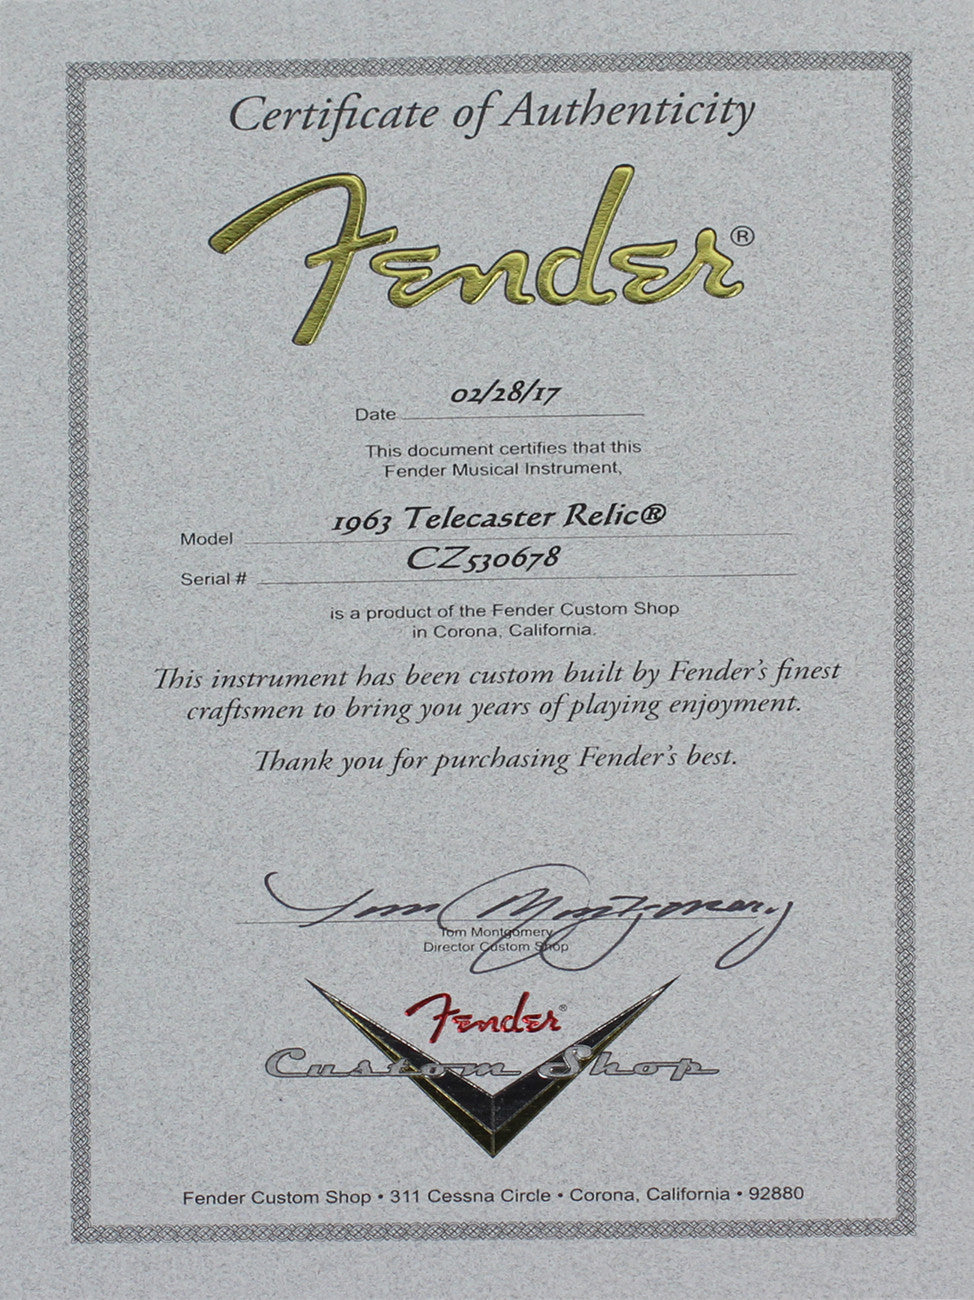 Certificate of Authenticity
Fender®
Date 02/28/17
This document certifies that this
Fender Musical Instrument,
Model 1963 Telecaster Relic®
Serial # CZ530678
is a product of the Fender Custom Shop
in Corona, California.
This instrument has been custom built by Fender's finest
craftsmen to bring you years of playing enjoyment.
Thank you for purchasing Fender's best.
Tom Montgomery
Tom Montgomery
Director Custom Shop
Fender®
Custom Shop
Fender Custom Shop • 311 Cessna Circle • Corona, California • 92880